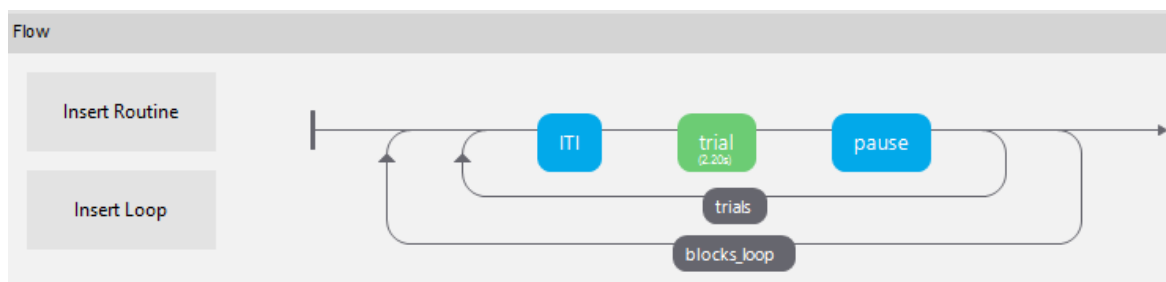 Flow
Insert Routine
Insert Loop
ITI
trial
(2.20s)
pause
trials
blocks_loop